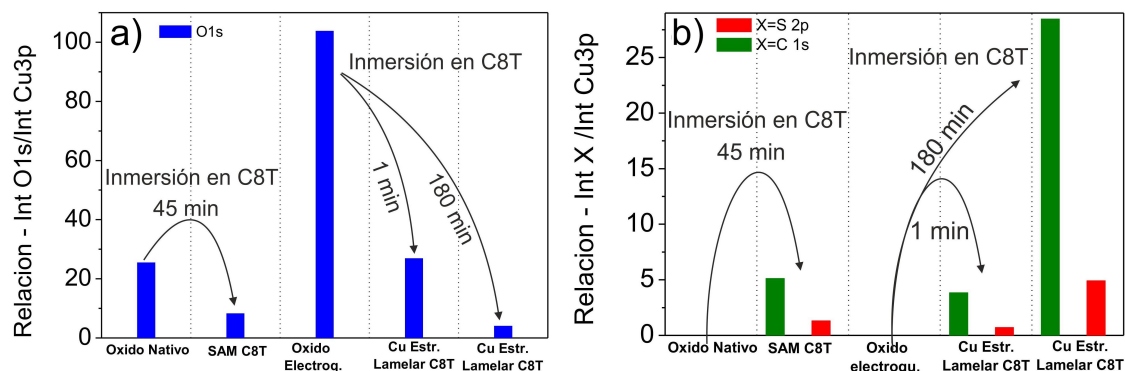 a)
O1s
Relacion - Int O1s/Int Cu3p
100
80
60
40
20
0
Inmersión en C8T
45 min
Inmersión en C8T
1 min
180 min
Oxido Nativo
SAM C8T
Oxido
Electroq.
Cu Estr.
Lamelar C8T
Cu Estr.
Lamelar C8T
b)
X=S 2p
X=C 1s
Relacion - Int X /Int Cu3p
25
20
15
10
5
0
Inmersión en C8T
45 min
Inmersión en C8T
180 min
1 min
Oxido Nativo
SAM C8T
Oxido
electroqu.
Cu Estr.
Lamelar C8T
Cu Estr.
Lamelar C8T